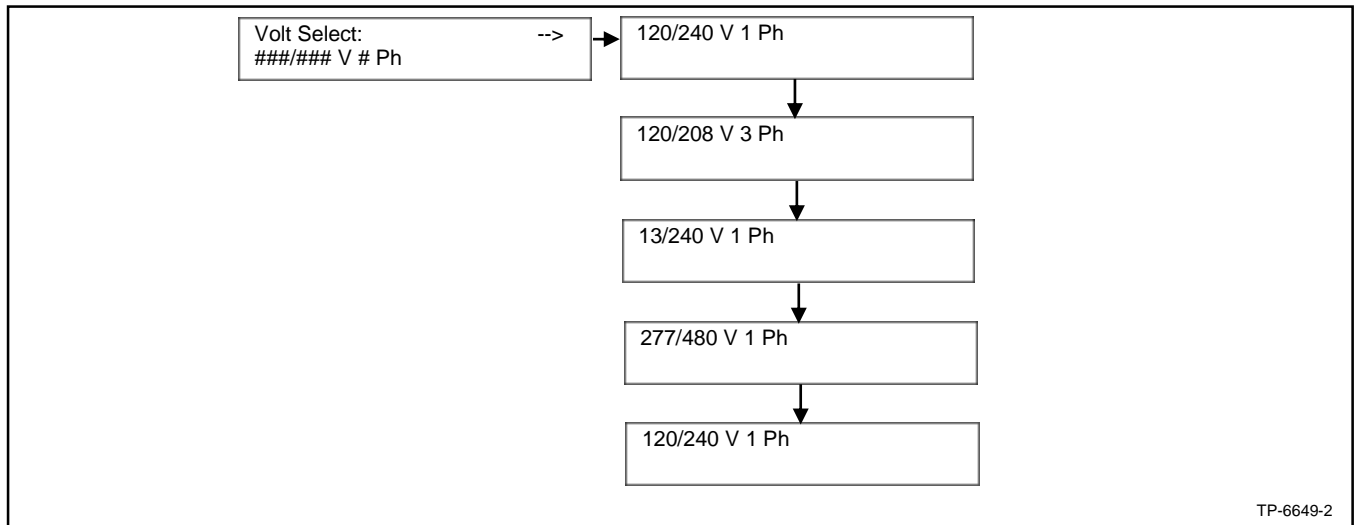 Volt Select: -->
###/### V # Ph
120/240 V 1 Ph
120/208 V 3 Ph
13/240 V 1 Ph
277/480 V 1 Ph
120/240 V 1 Ph
TP-6649-2